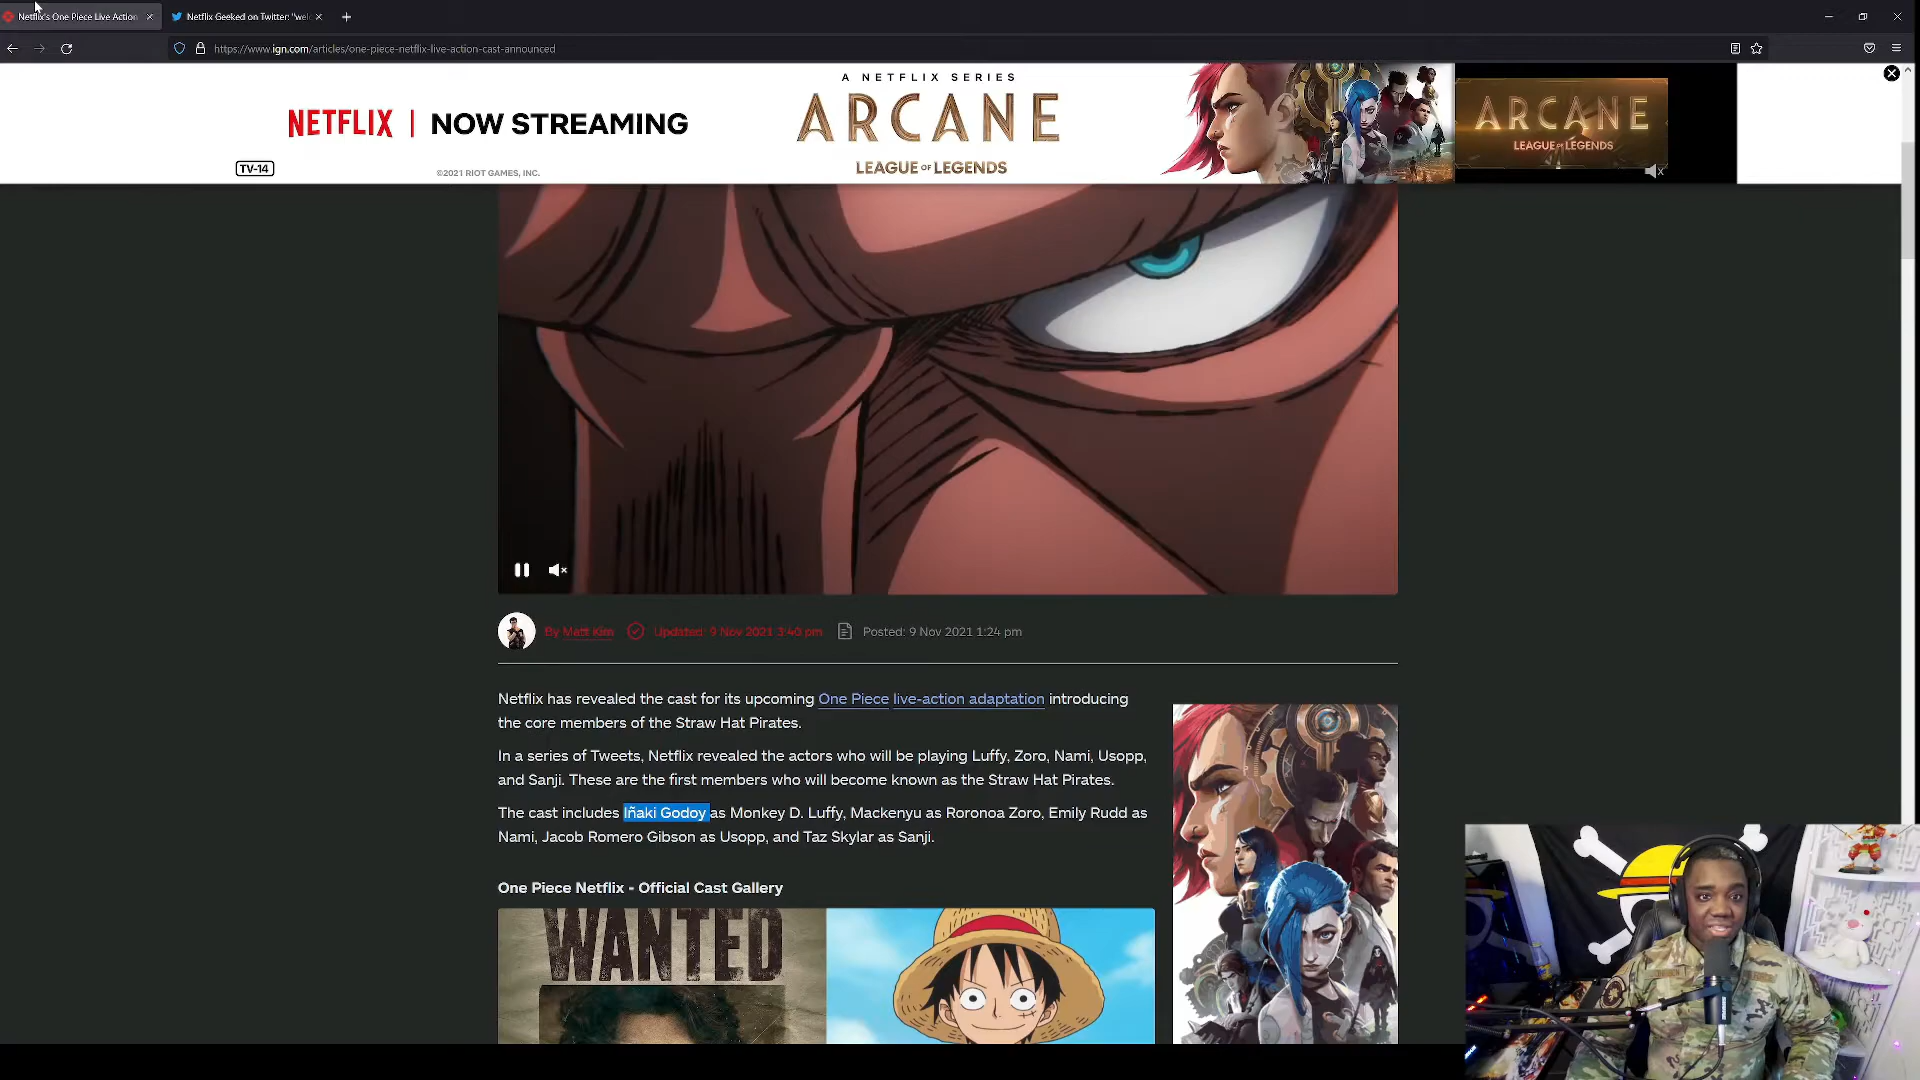 Netflix's One Piece Live Action
Netflix Geeked on Twitter: "wel
https://www.ign.com/articles/one-piece-netflix-live-action-cast-announced
NETFLIX | NOW STREAMING
TV-14
©2021 RIOT GAMES, INC.
A NETFLIX SERIES
ARCANE
LEAGUE OF LEGENDS
ARCANE
LEAGUE OF LEGENDS
By Matt Kim
Updated: 9 Nov 2021 3:40 pm
Posted: 9 Nov 2021 1:24 pm
Netflix has revealed the cast for its upcoming One Piece live-action adaptation introducing
the core members of the Straw Hat Pirates.
In a series of Tweets, Netflix revealed the actors who will be playing Luffy, Zoro, Nami, Usopp,
and Sanji. These are the first members who will become known as the Straw Hat Pirates.
The cast includes Iñaki Godoy as Monkey D. Luffy, Mackenyu as Roronoa Zoro, Emily Rudd as
Nami, Jacob Romero Gibson as Usopp, and Taz Skylar as Sanji.
One Piece Netflix - Official Cast Gallery
WANTED